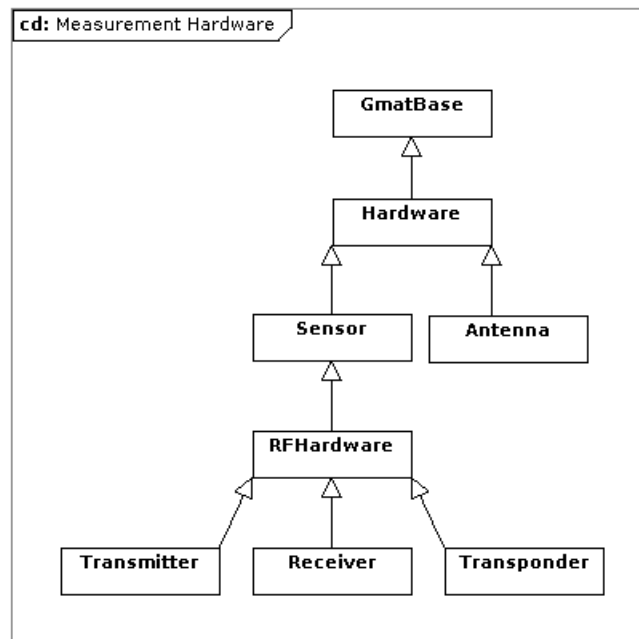 cd: Measurement Hardware
GmatBase
Hardware
Sensor
Antenna
RFHardware
Transmitter
Receiver
Transponder